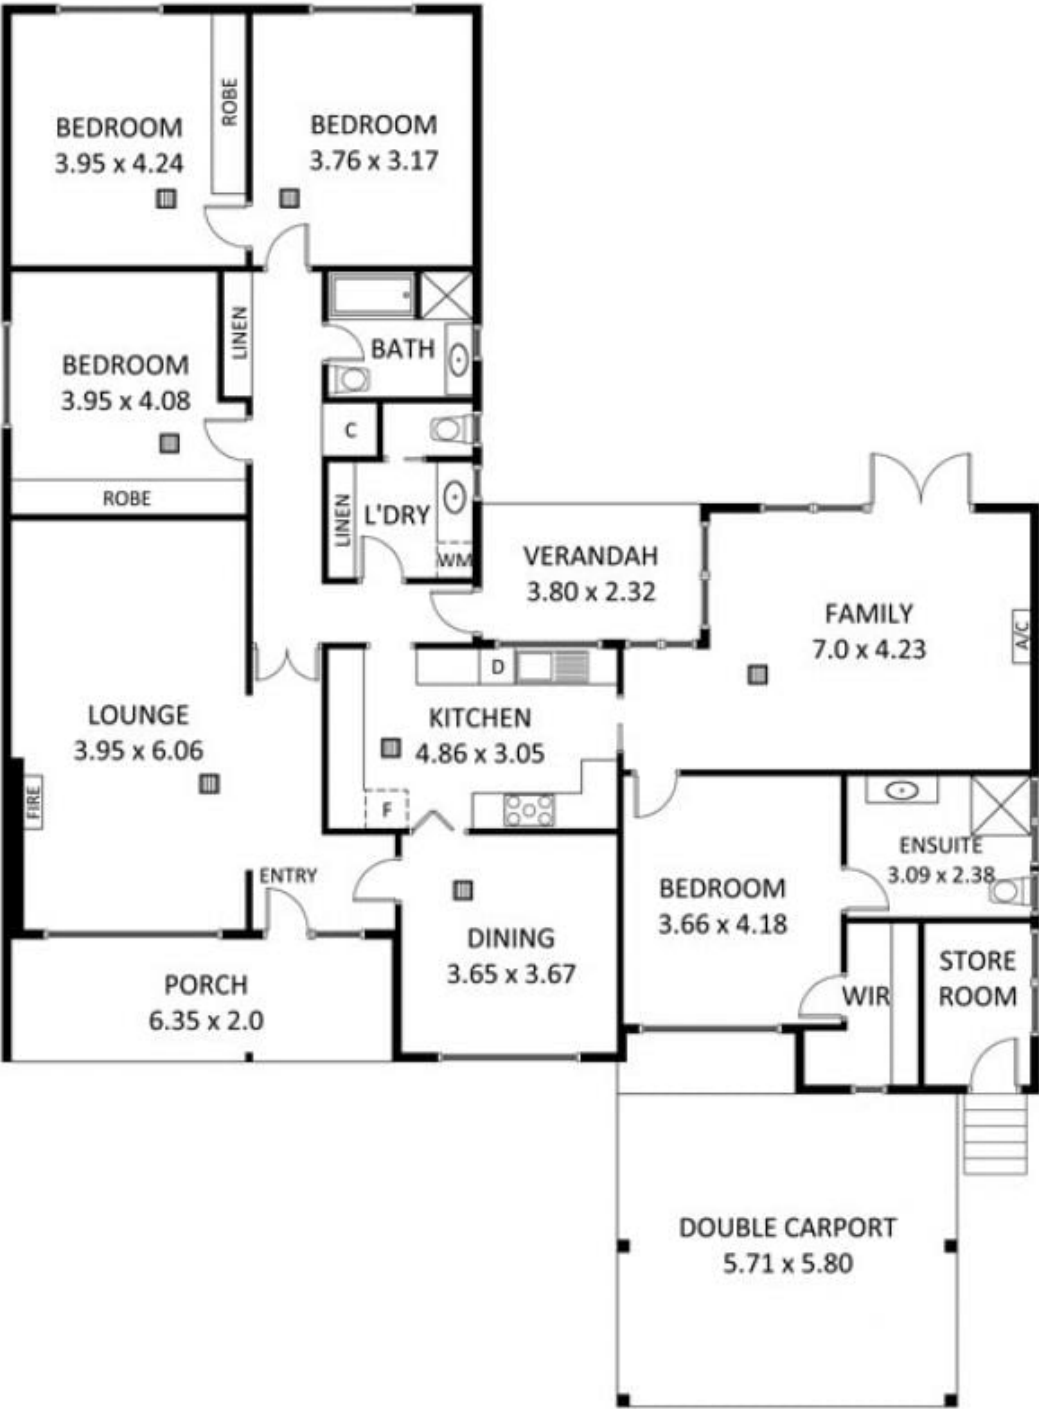 BEDROOM
3.95 x 4.24
ROBE
BEDROOM
3.76 x 3.17
BEDROOM
3.95 x 4.08
LINEN
ROBE
BATH
C
LINEN
L'DRY
WM
VERANDAH
3.80 x 2.32
FAMILY
7.0 x 4.23
A/C
LOUNGE
3.95 x 6.06
FIRE
D
KITCHEN
4.86 x 3.05
F
ENTRY
DINING
3.65 x 3.67
BEDROOM
3.66 x 4.18
ENSUITE
3.09 x 2.38
WIR
STORE
ROOM
PORCH
6.35 x 2.0
DOUBLE CARPORT
5.71 x 5.80